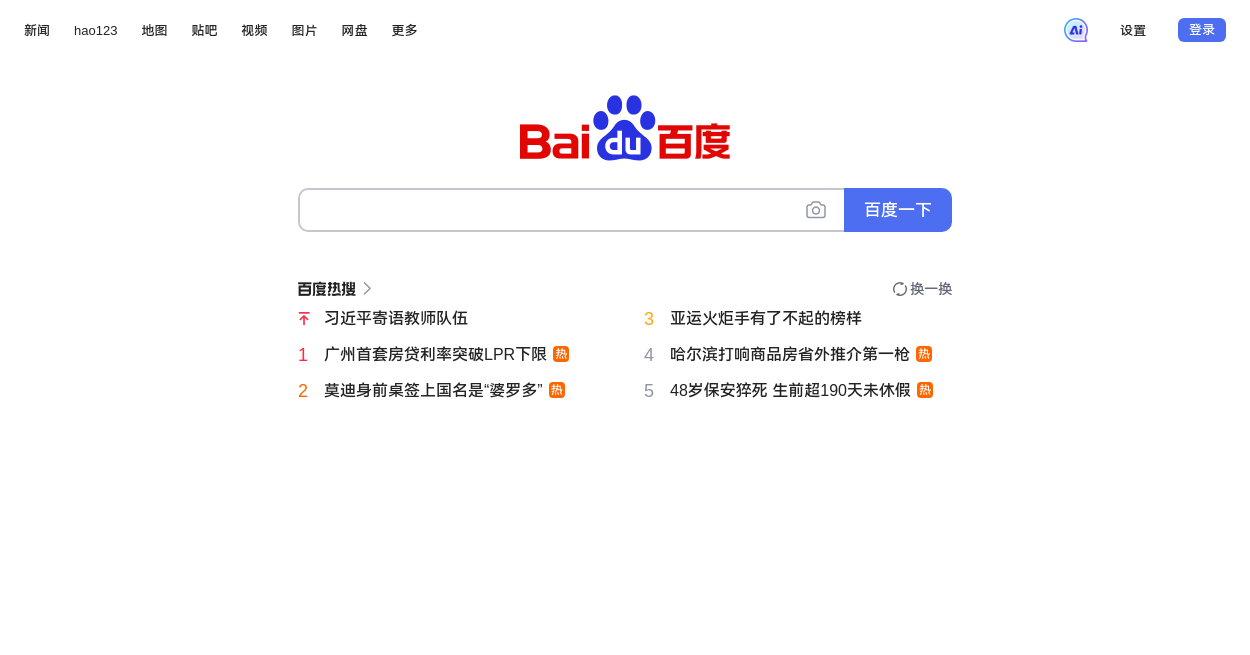 新闻 hao123 地图 贴吧 视频 图片 网盘 更多 Ai 设置 登录
Bai du 百度
百度一下
百度热搜 换一换
习近平寄语教师队伍
1 广州首套房贷利率突破LPR下限 热
2 莫迪身前桌签上国名是“婆罗多” 热
3 亚运火炬手有了不起的榜样
4 哈尔滨打响商品房省外推介第一枪 热
5 48岁保安猝死 生前超190天未休假 热